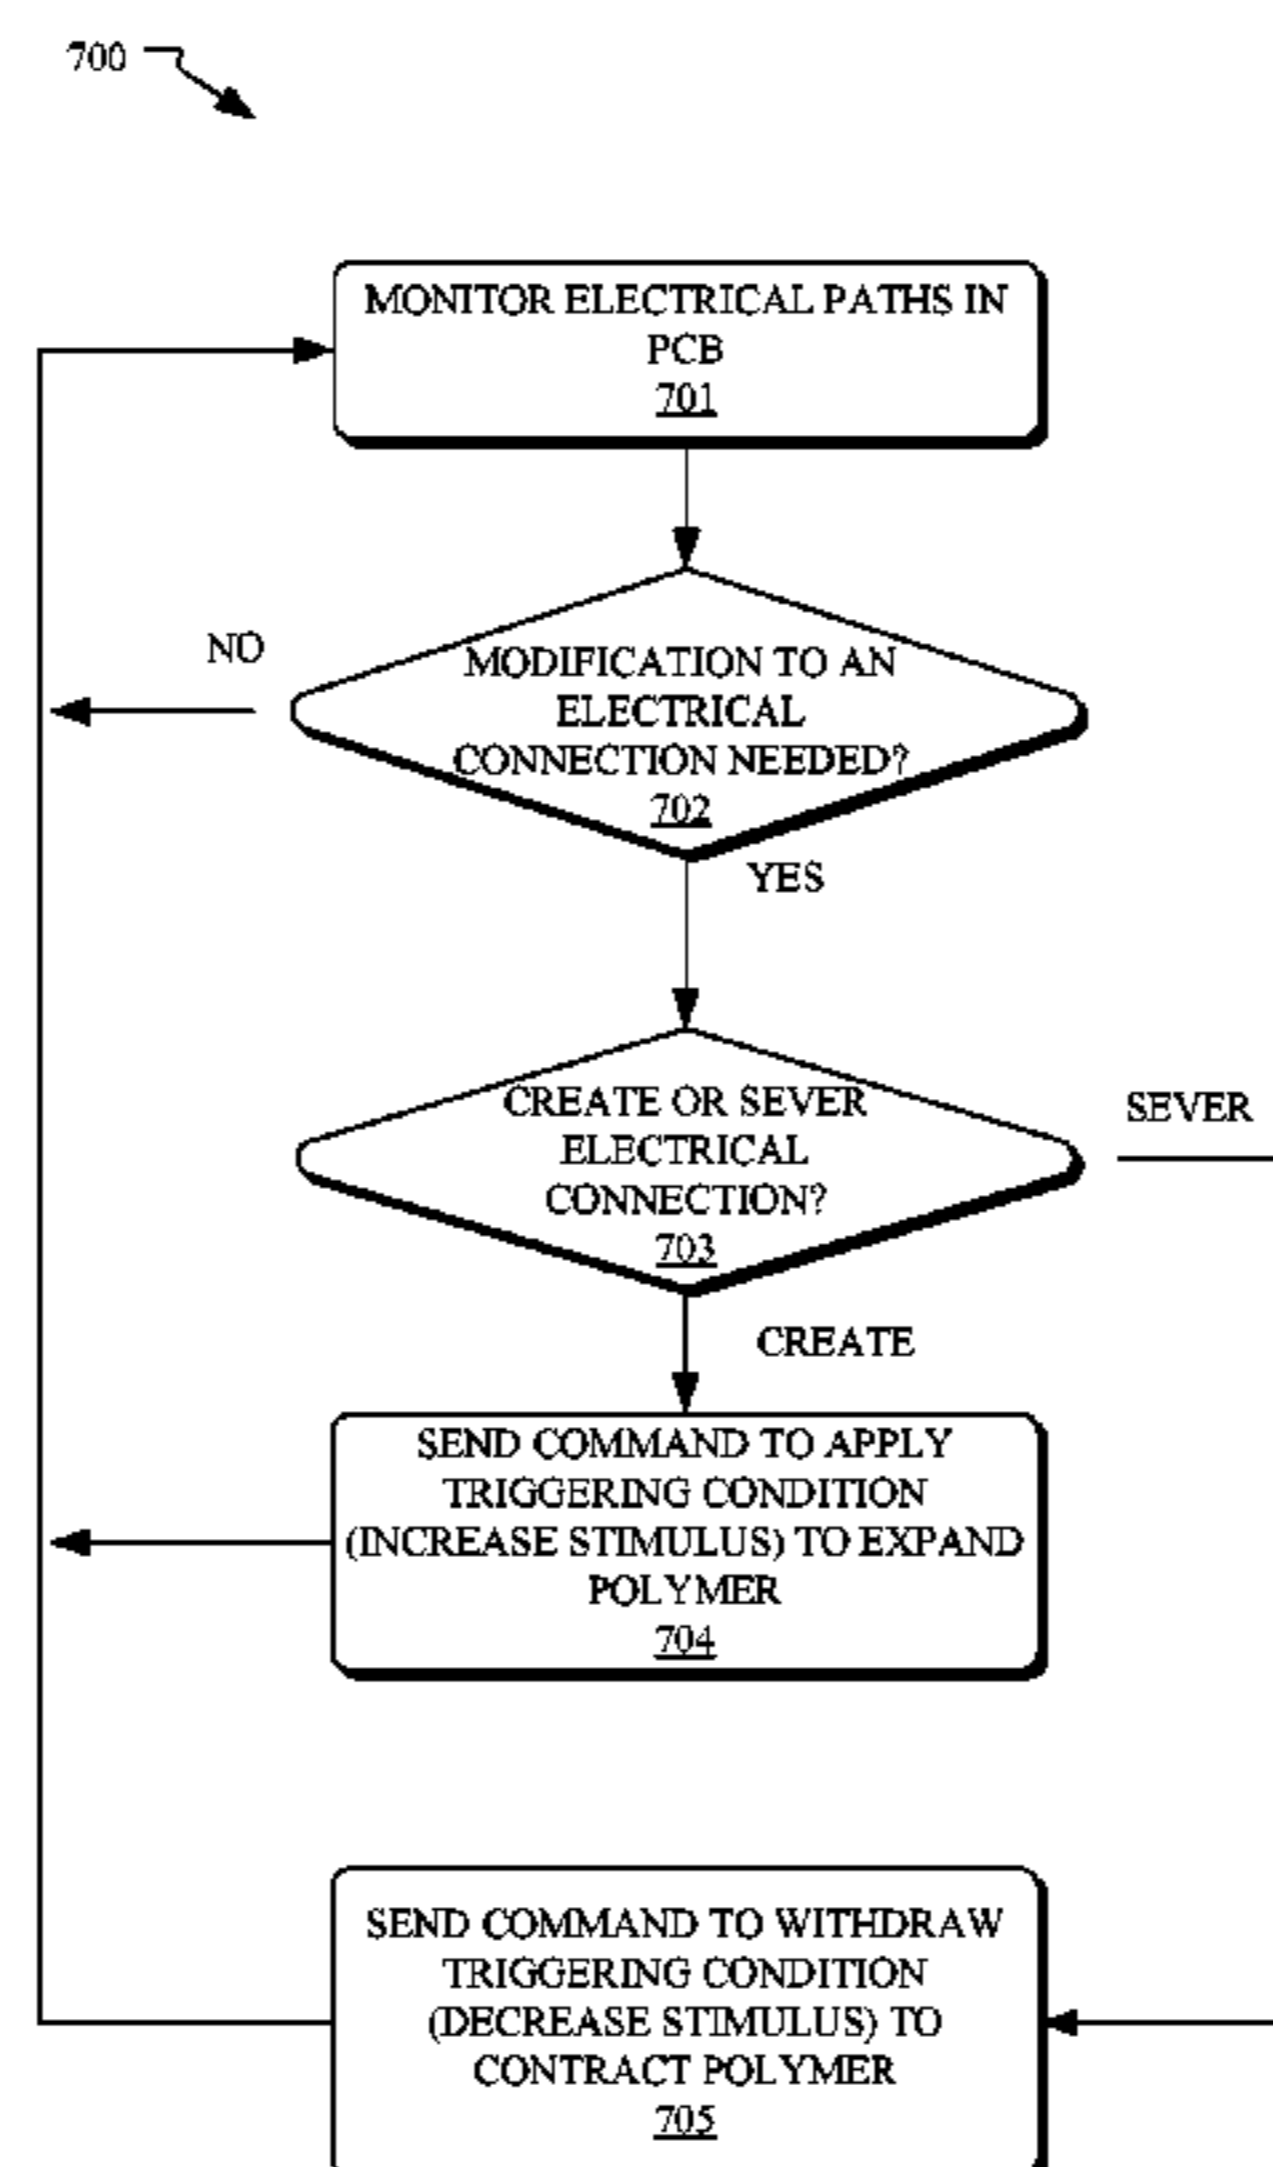 700
MONITOR ELECTRICAL PATHS IN
PCB
701
NO
MODIFICATION TO AN
ELECTRICAL
CONNECTION NEEDED?
702
YES
CREATE OR SEVER
ELECTRICAL
CONNECTION?
703
SEVER
CREATE
SEND COMMAND TO APPLY
TRIGGERING CONDITION
(INCREASE STIMULUS) TO EXPAND
POLYMER
704
SEND COMMAND TO WITHDRAW
TRIGGERING CONDITION
(DECREASE STIMULUS) TO
CONTRACT POLYMER
705